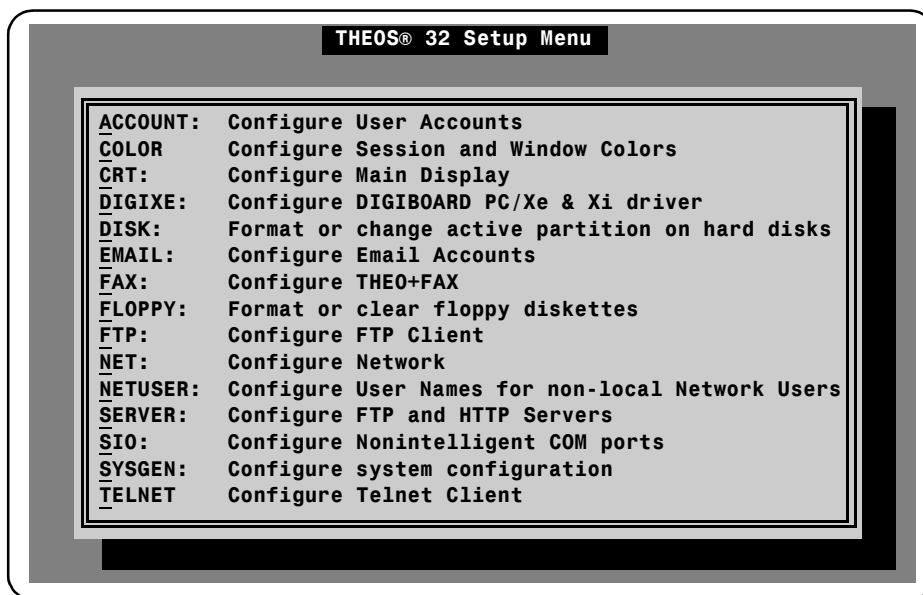 THEOS® 32 Setup Menu
ACCOUNT: Configure User Accounts
COLOR Configure Session and Window Colors
CRT: Configure Main Display
DIGIXE: Configure DIGIBOARD PC/Xe & Xi driver
DISK: Format or change active partition on hard disks
EMAIL: Configure Email Accounts
FAX: Configure THEO+FAX
FLOPPY: Format or clear floppy diskettes
FTP: Configure FTP Client
NET: Configure Network
NETUSER: Configure User Names for non-local Network Users
SERVER: Configure FTP and HTTP Servers
SIO: Configure Nonintelligent COM ports
SYSGEN: Configure system configuration
TELNET Configure Telnet Client